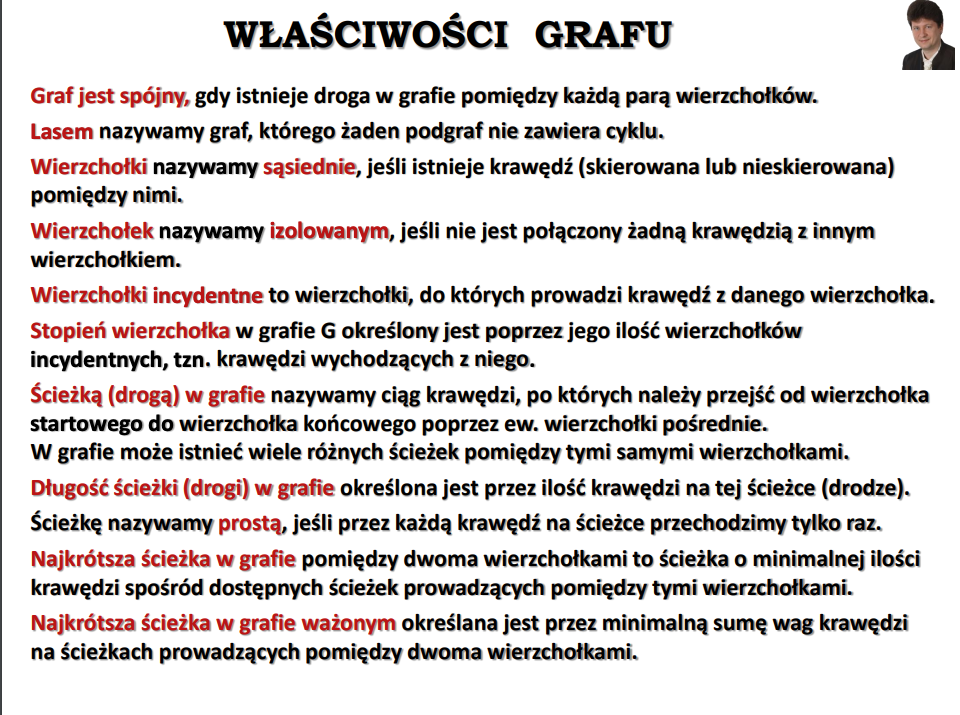 WŁAŚCIWOŚCI GRAFU
Graf jest spójny, gdy istnieje droga w grafie pomiędzy każdą parą wierzchołków.
Lasem nazywamy graf, którego żaden podgraf nie zawiera cyklu.
Wierzchołki nazywamy sąsiednie, jeśli istnieje krawędź (skierowana lub nieskierowana)
pomiędzy nimi.
Wierzchołek nazywamy izolowanym, jeśli nie jest połączony żadną krawędzią z innym
wierzchołkiem.
Wierzchołki incydentne to wierzchołki, do których prowadzi krawędź z danego wierzchołka.
Stopień wierzchołka w grafie G określony jest poprzez jego ilość wierzchołków
incydentnych, tzn. krawędzi wychodzących z niego.
Ścieżką (drogą) w grafie nazywamy ciąg krawędzi, po których należy przejść od wierzchołka
startowego do wierzchołka końcowego poprzez ew. wierzchołki pośrednie.
W grafie może istnieć wiele różnych ścieżek pomiędzy tymi samymi wierzchołkami.
Długość ścieżki (drogi) w grafie określona jest przez ilość krawędzi na tej ścieżce (drodze).
Ścieżkę nazywamy prostą, jeśli przez każdą krawędź na ścieżce przechodzimy tylko raz.
Najkrótsza ścieżka w grafie pomiędzy dwoma wierzchołkami to ścieżka o minimalnej ilości
krawędzi spośród dostępnych ścieżek prowadzących pomiędzy tymi wierzchołkami.
Najkrótsza ścieżka w grafie ważonym określana jest przez minimalną sumę wag krawędzi
na ścieżkach prowadzących pomiędzy dwoma wierzchołkami.